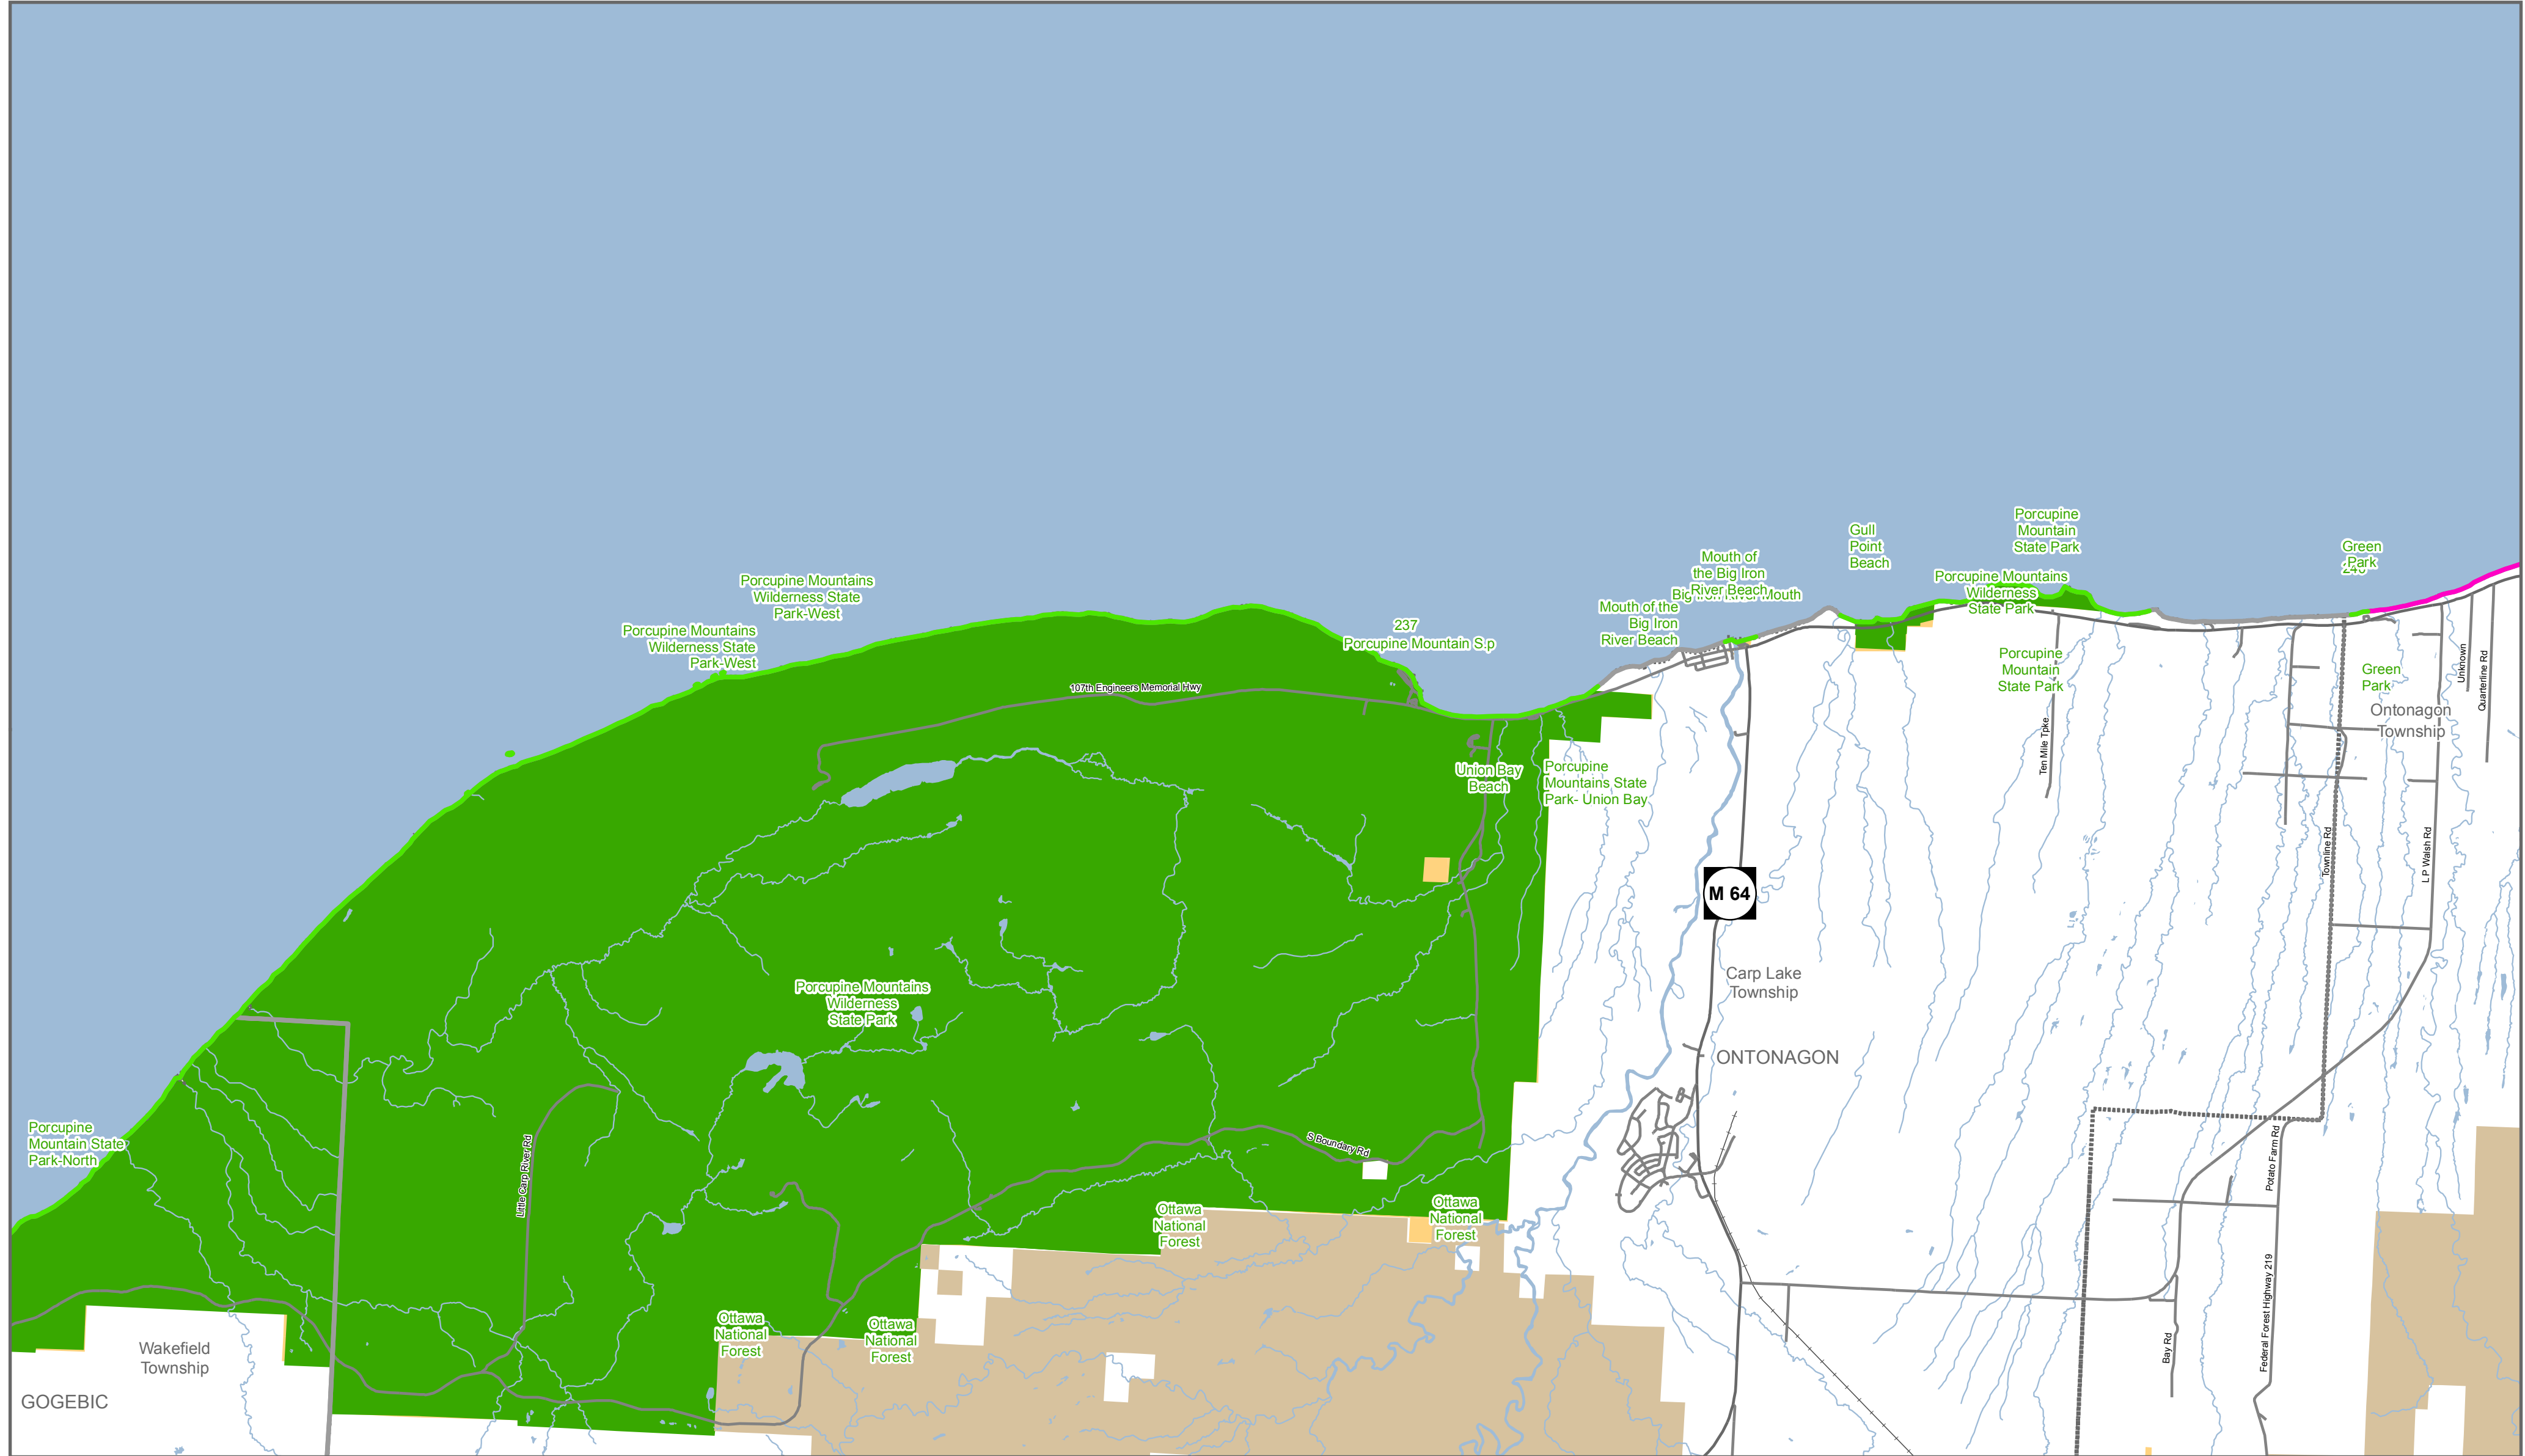 Porcupine
Mountain
State Park
Gull
Point
Beach
Green
Park
240
Mouth of
the Big Iron
River Beach
Big Iron River Mouth
Porcupine Mountains
Wilderness
State Park
Porcupine Mountains
Wilderness State
Park-West
Mouth of the
Big Iron
River Beach
Porcupine Mountains
Wilderness State
Park-West
237
Porcupine Mountain S.p
Porcupine
Mountain
State Park
Green
Park
Unknown
Quarterline Rd
107th Engineers Memorial Hwy
Ontonagon
Township
Ten Mile Tpke
Union Bay
Beach
Porcupine
Mountains State
Park- Union Bay
Townline Rd
L P Walsh Rd
M 64
Carp Lake
Township
Porcupine Mountains
Wilderness
State Park
ONTONAGON
Porcupine
Mountain State
Park-North
Little Carp River Rd
S Boundary Rd
Potato Farm Rd
Ottawa
National
Forest
Ottawa
National
Forest
Federal Forest Highway 219
Ottawa
National
Forest
Ottawa
National
Forest
Bay Rd
Wakefield
Township
GOGEBIC